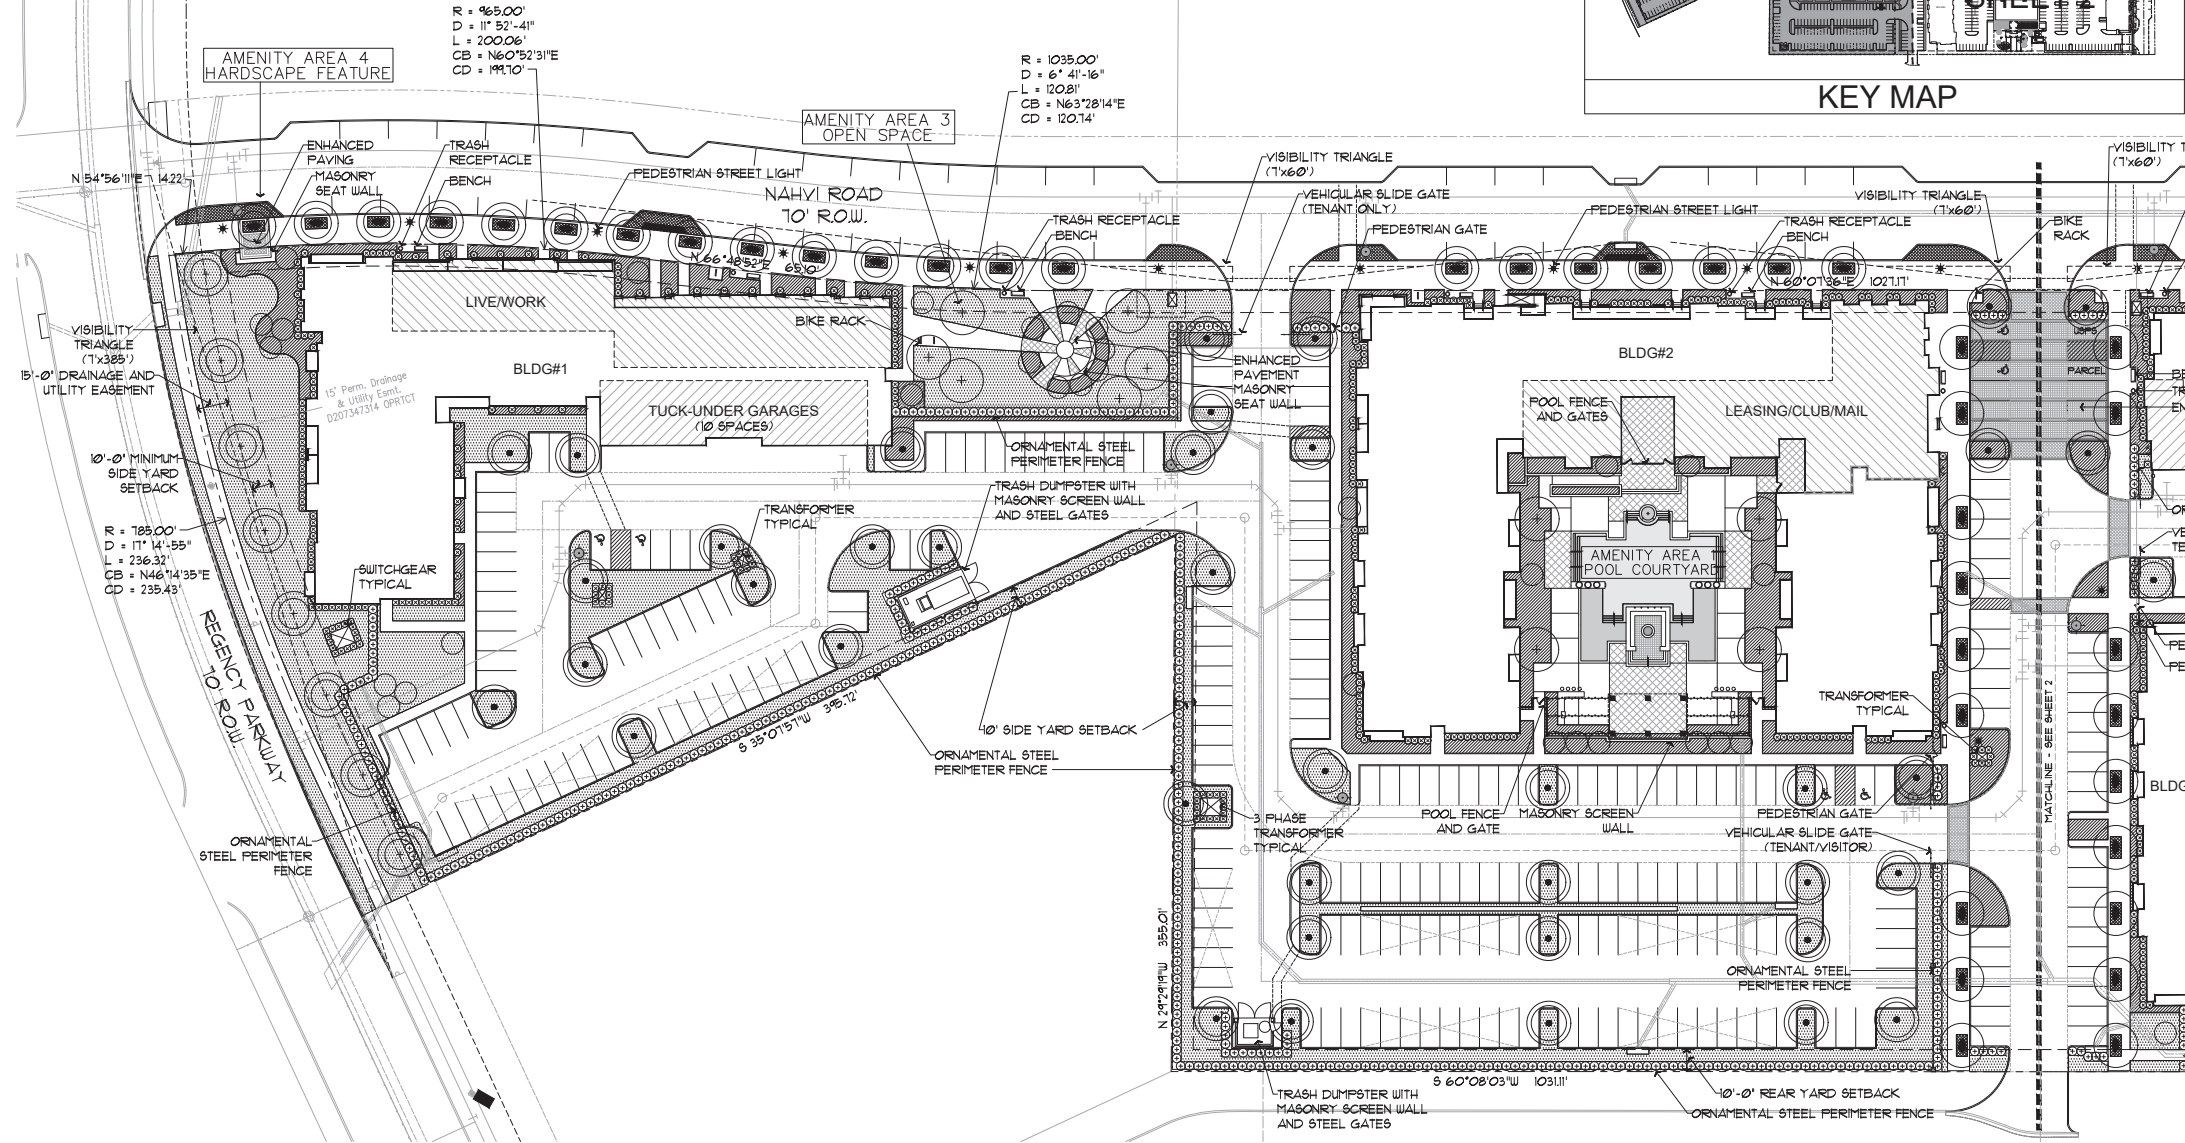 R = 965.00'
D = 11° 52'-41"
L = 200.06'
CB = N60°52'31"E
CD = 199.70'
AMENITY AREA 4
HARDSCAPE FEATURE
R = 1035.00'
D = 6° 41'-16"
L = 120.81'
CB = N63°28'14"E
CD = 120.74'
KEY MAP
AMENITY AREA 3
OPEN SPACE
ENHANCED
PAVING
MASONRY
SEAT WALL
TRASH
RECEPTACLE
BENCH
N 54°56'11"E 14.22'
PEDESTRIAN STREET LIGHT
NAHVI ROAD
70' R.O.W.
VISIBILITY TRIANGLE
(7'x60')
VEHICULAR SLIDE GATE
(TENANT ONLY)
PEDESTRIAN GATE
TRASH RECEPTACLE
BENCH
PEDESTRIAN STREET LIGHT
VISIBILITY TRIANGLE
(7'x60')
TRASH RECEPTACLE
BENCH
BIKE
RACK
VISIBILITY T
(7'x60')
N 66°48'52"E 65.10'
N 60°07'36"E 1027.17'
LIVE/WORK
BIKE RACK
BLDG#1
TUCK-UNDER GARAGES
(10 SPACES)
VISIBILITY
TRIANGLE
(7'x385')
15'-0" DRAINAGE AND
UTILITY EASEMENT
15' Perm. Drainage
& Utility Esmt.
D207347314 OPRTCT
10'-0" MINIMUM
SIDE YARD
SETBACK
R = 785.00'
D = 17° 14'-55"
L = 236.32'
CB = N46°14'35"E
CD = 235.43'
REGENCY PARKWAY
70' R.O.W.
SWITCHGEAR
TYPICAL
TRANSFORMER
TYPICAL
ENHANCED
PAVEMENT
MASONRY
SEAT WALL
ORNAMENTAL STEEL
PERIMETER FENCE
TRASH DUMPSTER WITH
MASONRY SCREEN WALL
AND STEEL GATES
S 35°07'57"W 395.72'
10' SIDE YARD SETBACK
ORNAMENTAL STEEL
PERIMETER FENCE
ORNAMENTAL
STEEL PERIMETER
FENCE
BLDG#2
POOL FENCE
AND GATES
LEASING/CLUB/MAIL
USPS
PARCEL
AMENITY AREA 1
POOL COURTYARD
TRANSFORMER
TYPICAL
MATCHLINE - SEE SHEET 2
3 PHASE
TRANSFORMER
TYPICAL
POOL FENCE
AND GATE
MASONRY SCREEN
WALL
PEDESTRIAN GATE
VEHICULAR SLIDE GATE
(TENANT/VISITOR)
BLDG
N 29°29'19"W 355.01'
ORNAMENTAL STEEL
PERIMETER FENCE
S 60°08'03"W 1031.11'
TRASH DUMPSTER WITH
MASONRY SCREEN WALL
AND STEEL GATES
10'-0" REAR YARD SETBACK
ORNAMENTAL STEEL PERIMETER FENCE